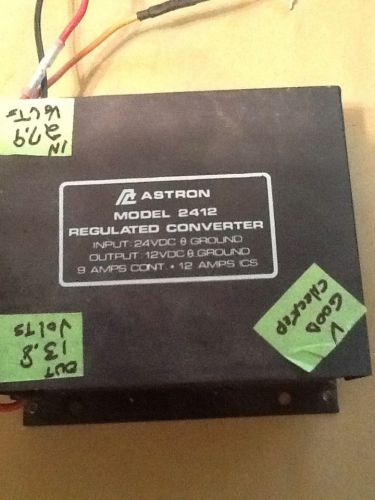 IN
27.9
VoLTs
ASTRON
MODEL 2412
REGULATED CONVERTER
INPUT: 24VDC θ GROUND
OUTPUT: 12VDC θ GROUND
9 AMPS CONT. • 12 AMPS ICS
V
GOOD
checkED
OUT
13.8
VoLTs